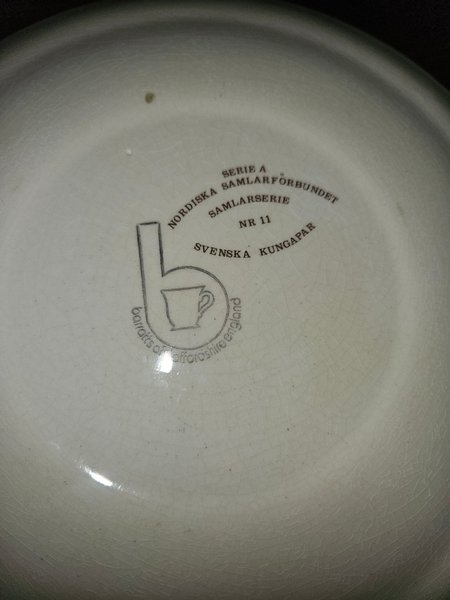 SERIE A
NORDISKA SAMLARFÖRBUNDET
SAMLARSERIE
NR 11
SVENSKA KUNGAPAR
b
barratts of staffordshire england